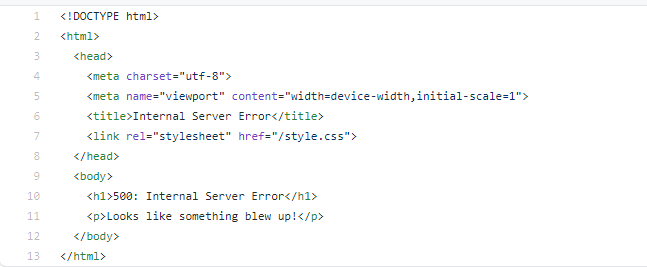 1 <!DOCTYPE html>
2 <html>
3 <head>
4 <meta charset="utf-8">
5 <meta name="viewport" content="width=device-width,initial-scale=1">
6 <title>Internal Server Error</title>
7 <link rel="stylesheet" href="/style.css">
8 </head>
9 <body>
10 <h1>500: Internal Server Error</h1>
11 <p>Looks like something blew up!</p>
12 </body>
13 </html>